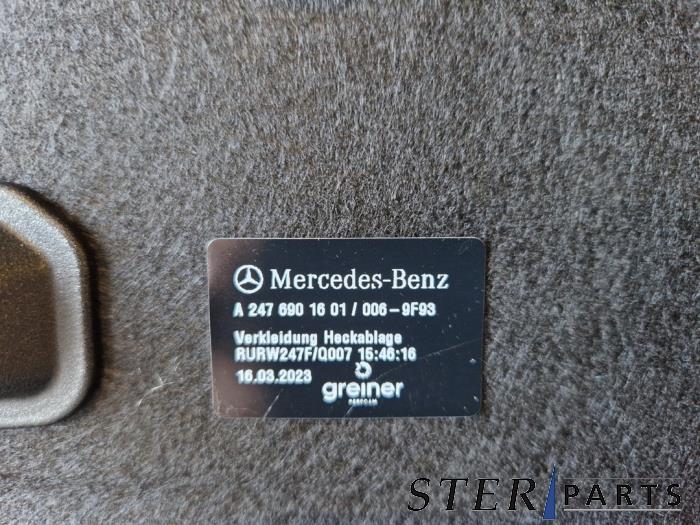 Mercedes-Benz
A 247 690 16 01 / 006-9F93
Verkleidung Heckablage
RURW247F/Q007 15:46:16
16.03.2023
greiner
PERFOAM
STER PARTS